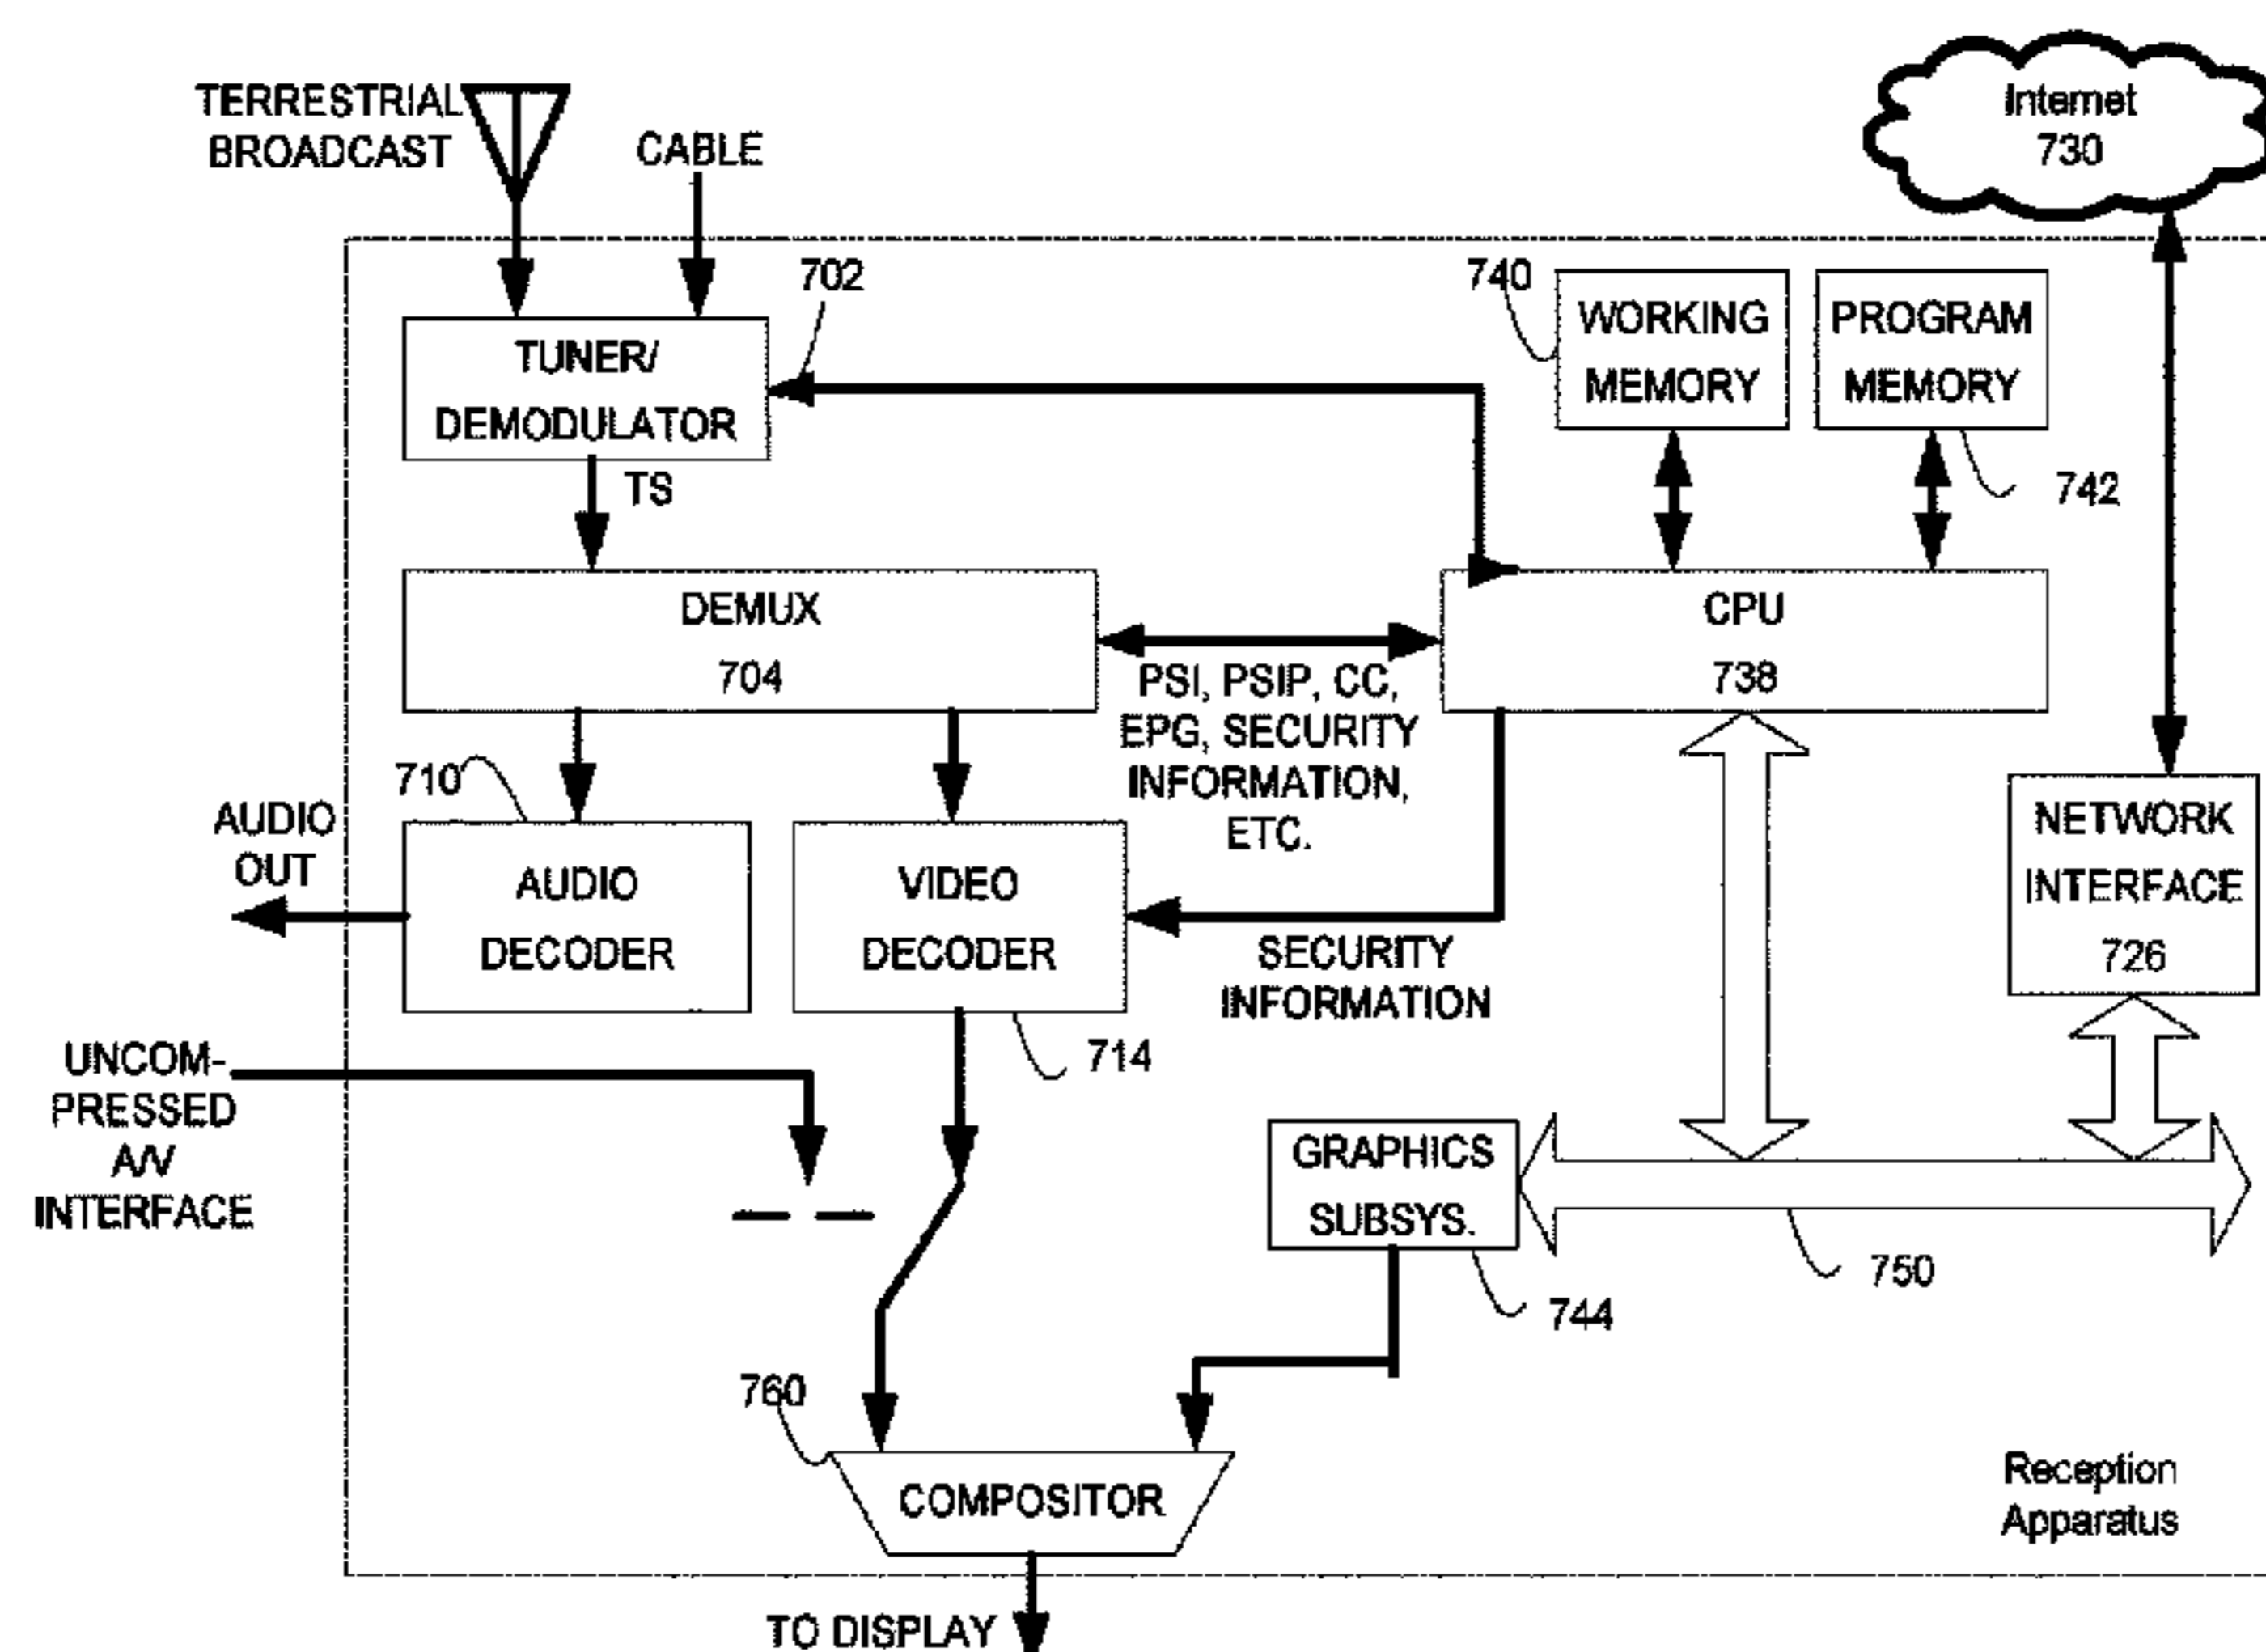 TERRESTRIAL
BROADCAST
CABLE
Internet
730
702
740
WORKING
MEMORY
PROGRAM
MEMORY
742
TUNER/
DEMODULATOR
TS
DEMUX
704
CPU
738
PSI, PSIP, CC,
EPG, SECURITY
INFORMATION,
ETC.
710
AUDIO
OUT
AUDIO
DECODER
VIDEO
DECODER
714
SECURITY
INFORMATION
NETWORK
INTERFACE
726
UNCOM-
PRESSED
A/V
INTERFACE
GRAPHICS
SUBSYS.
744
750
760
COMPOSITOR
Reception
Apparatus
TO DISPLAY